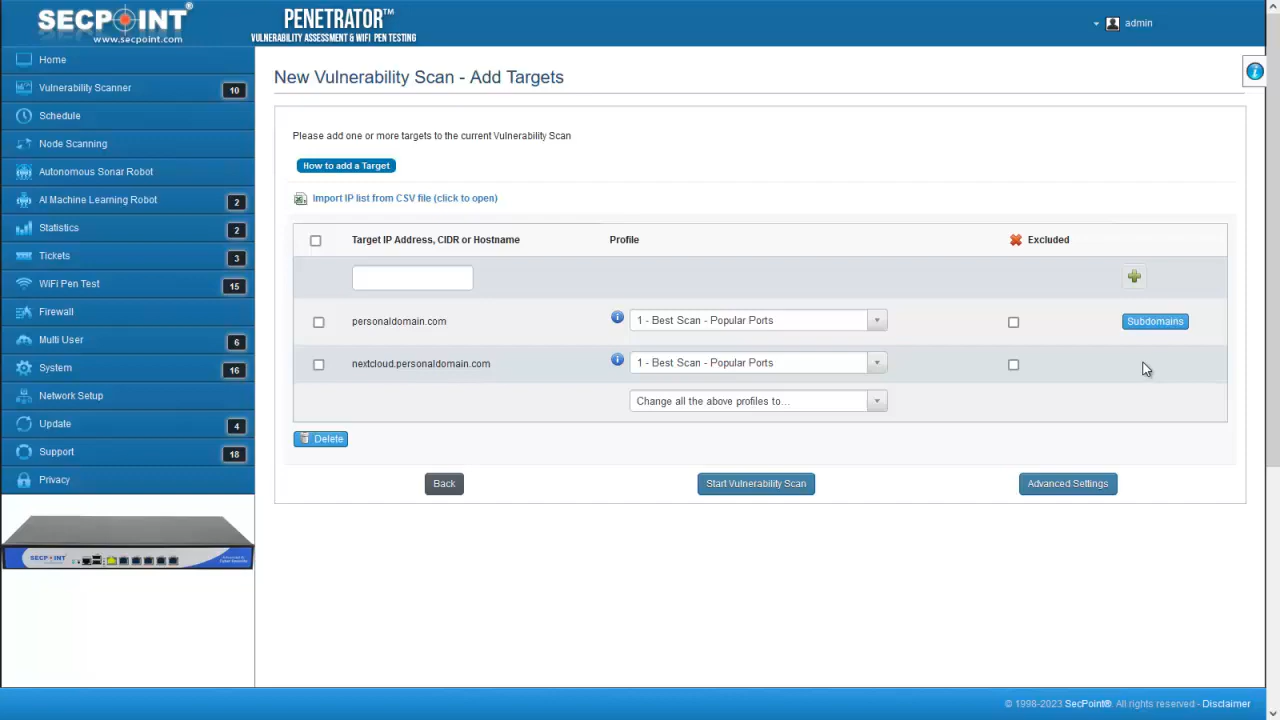 SECPOINT®
www.secpoint.com
PENETRATOR™
VULNERABILITY ASSESSMENT & WIFI PEN TESTING
admin
Home
Vulnerability Scanner 10
Schedule
Node Scanning
Autonomous Sonar Robot
AI Machine Learning Robot 2
Statistics 2
Tickets 3
WiFi Pen Test 15
Firewall
Multi User 6
System 16
Network Setup
Update 4
Support 18
Privacy
SECPOINT
New Vulnerability Scan - Add Targets
Please add one or more targets to the current Vulnerability Scan
How to add a Target
Import IP list from CSV file (click to open)
Target IP Address, CIDR or Hostname Profile Excluded
personaldomain.com 1 - Best Scan - Popular Ports Subdomains
nextcloud.personaldomain.com 1 - Best Scan - Popular Ports
Change all the above profiles to...
Delete
Back Start Vulnerability Scan Advanced Settings
© 1998-2023 SecPoint®. All rights reserved - Disclaimer